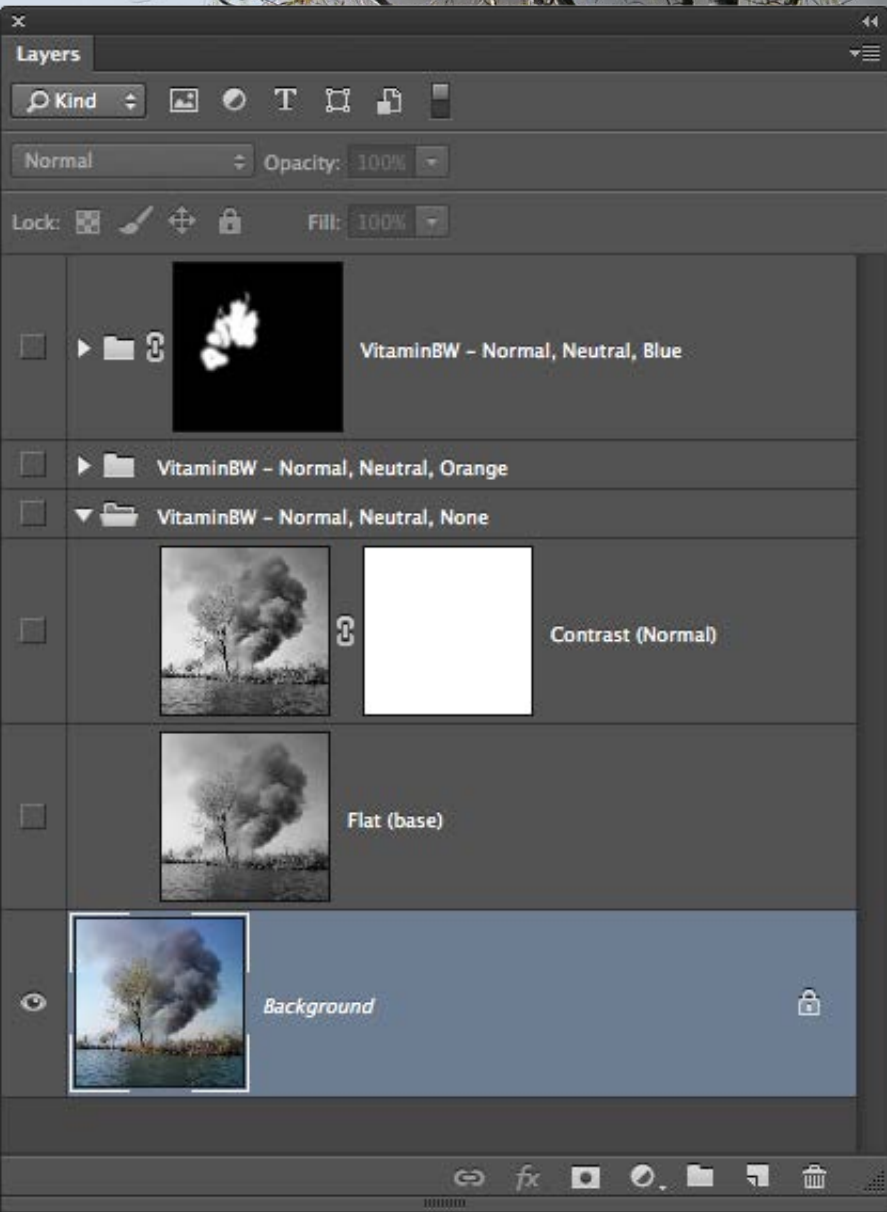 Layers
Kind
Normal Opacity: 100%
Lock: Fill: 100%
VitaminBW – Normal, Neutral, Blue
VitaminBW – Normal, Neutral, Orange
VitaminBW – Normal, Neutral, None
Contrast (Normal)
Flat (base)
Background
fx